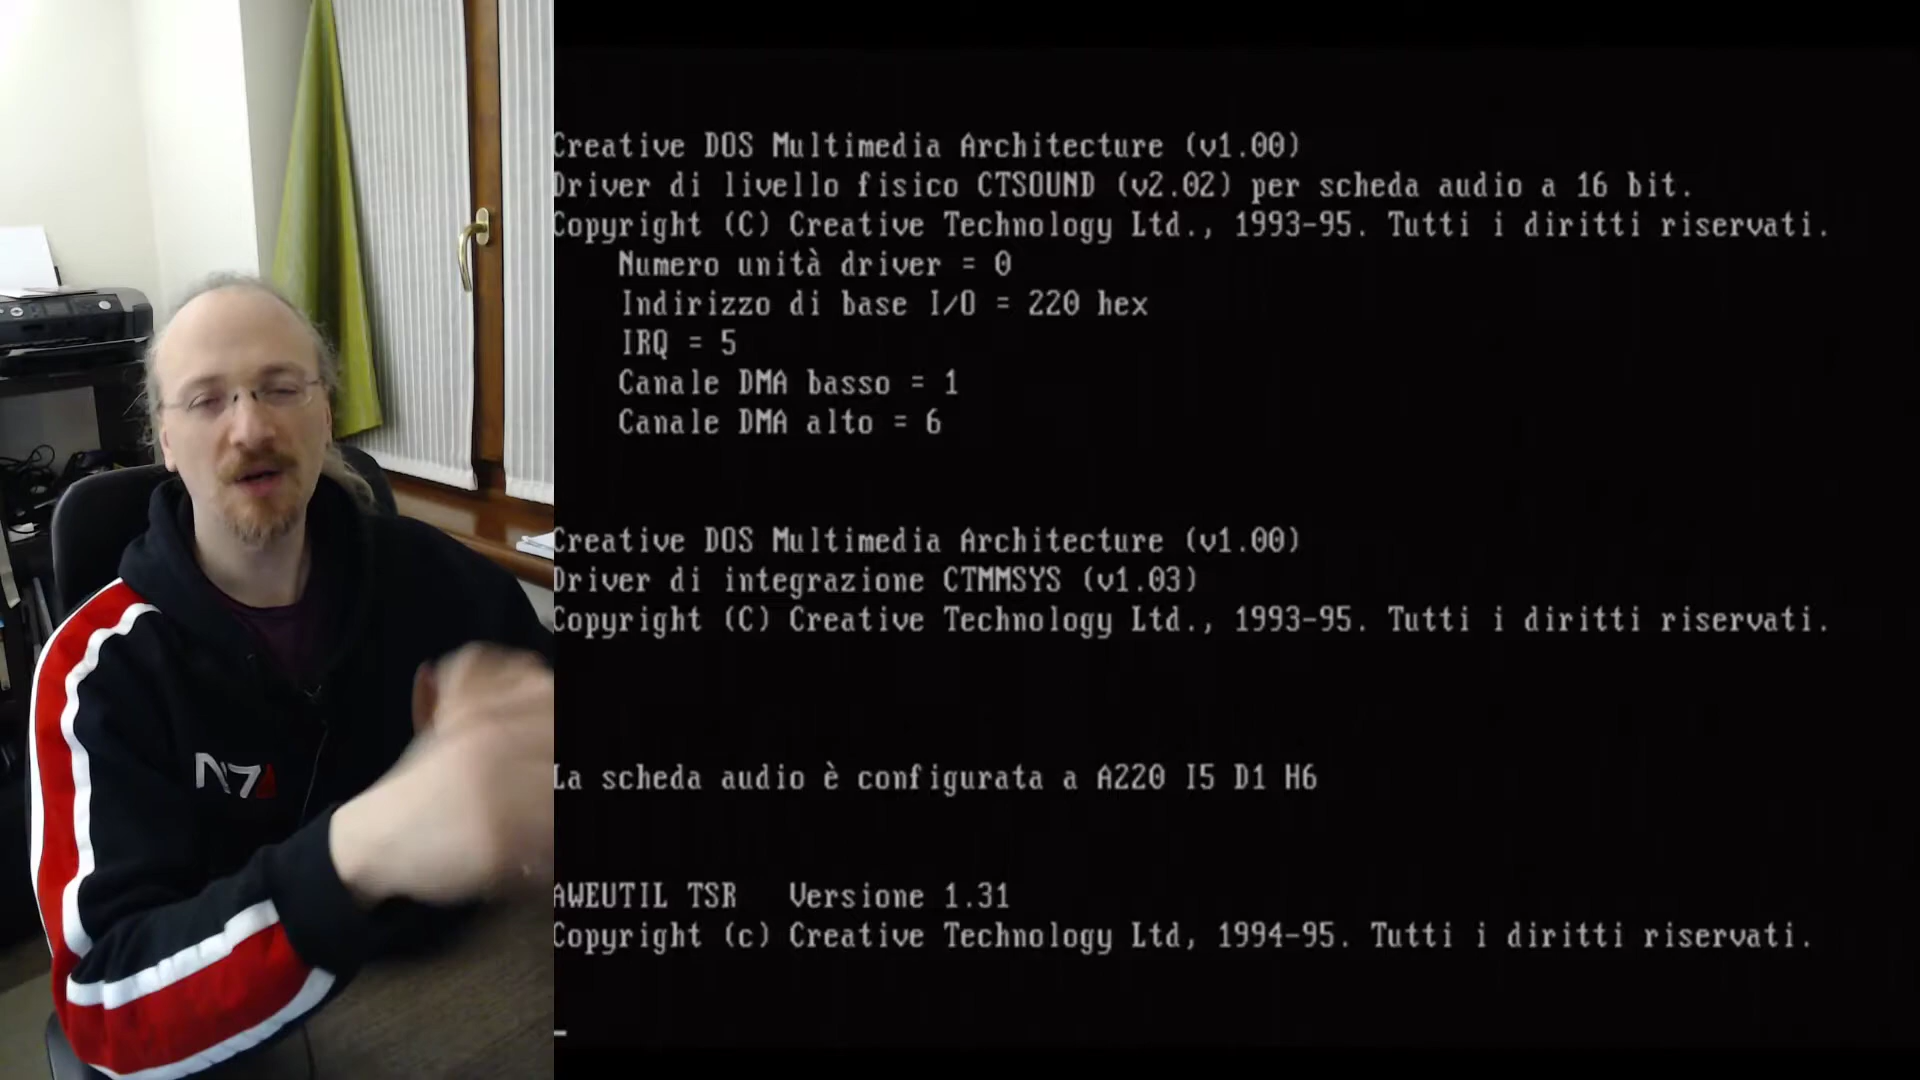 Creative DOS Multimedia Architecture (v1.00)
Driver di livello fisico CTSOUND (v2.02) per scheda audio a 16 bit.
Copyright (C) Creative Technology Ltd., 1993-95. Tutti i diritti riservati.
Numero unità driver = 0
Indirizzo di base I/O = 220 hex
IRQ = 5
Canale DMA basso = 1
Canale DMA alto = 6
Creative DOS Multimedia Architecture (v1.00)
Driver di integrazione CTMMSYS (v1.03)
Copyright (C) Creative Technology Ltd., 1993-95. Tutti i diritti riservati.
La scheda audio è configurata a A220 I5 D1 H6
AWEUTIL TSR Versione 1.31
Copyright (c) Creative Technology Ltd, 1994-95. Tutti i diritti riservati.
N7